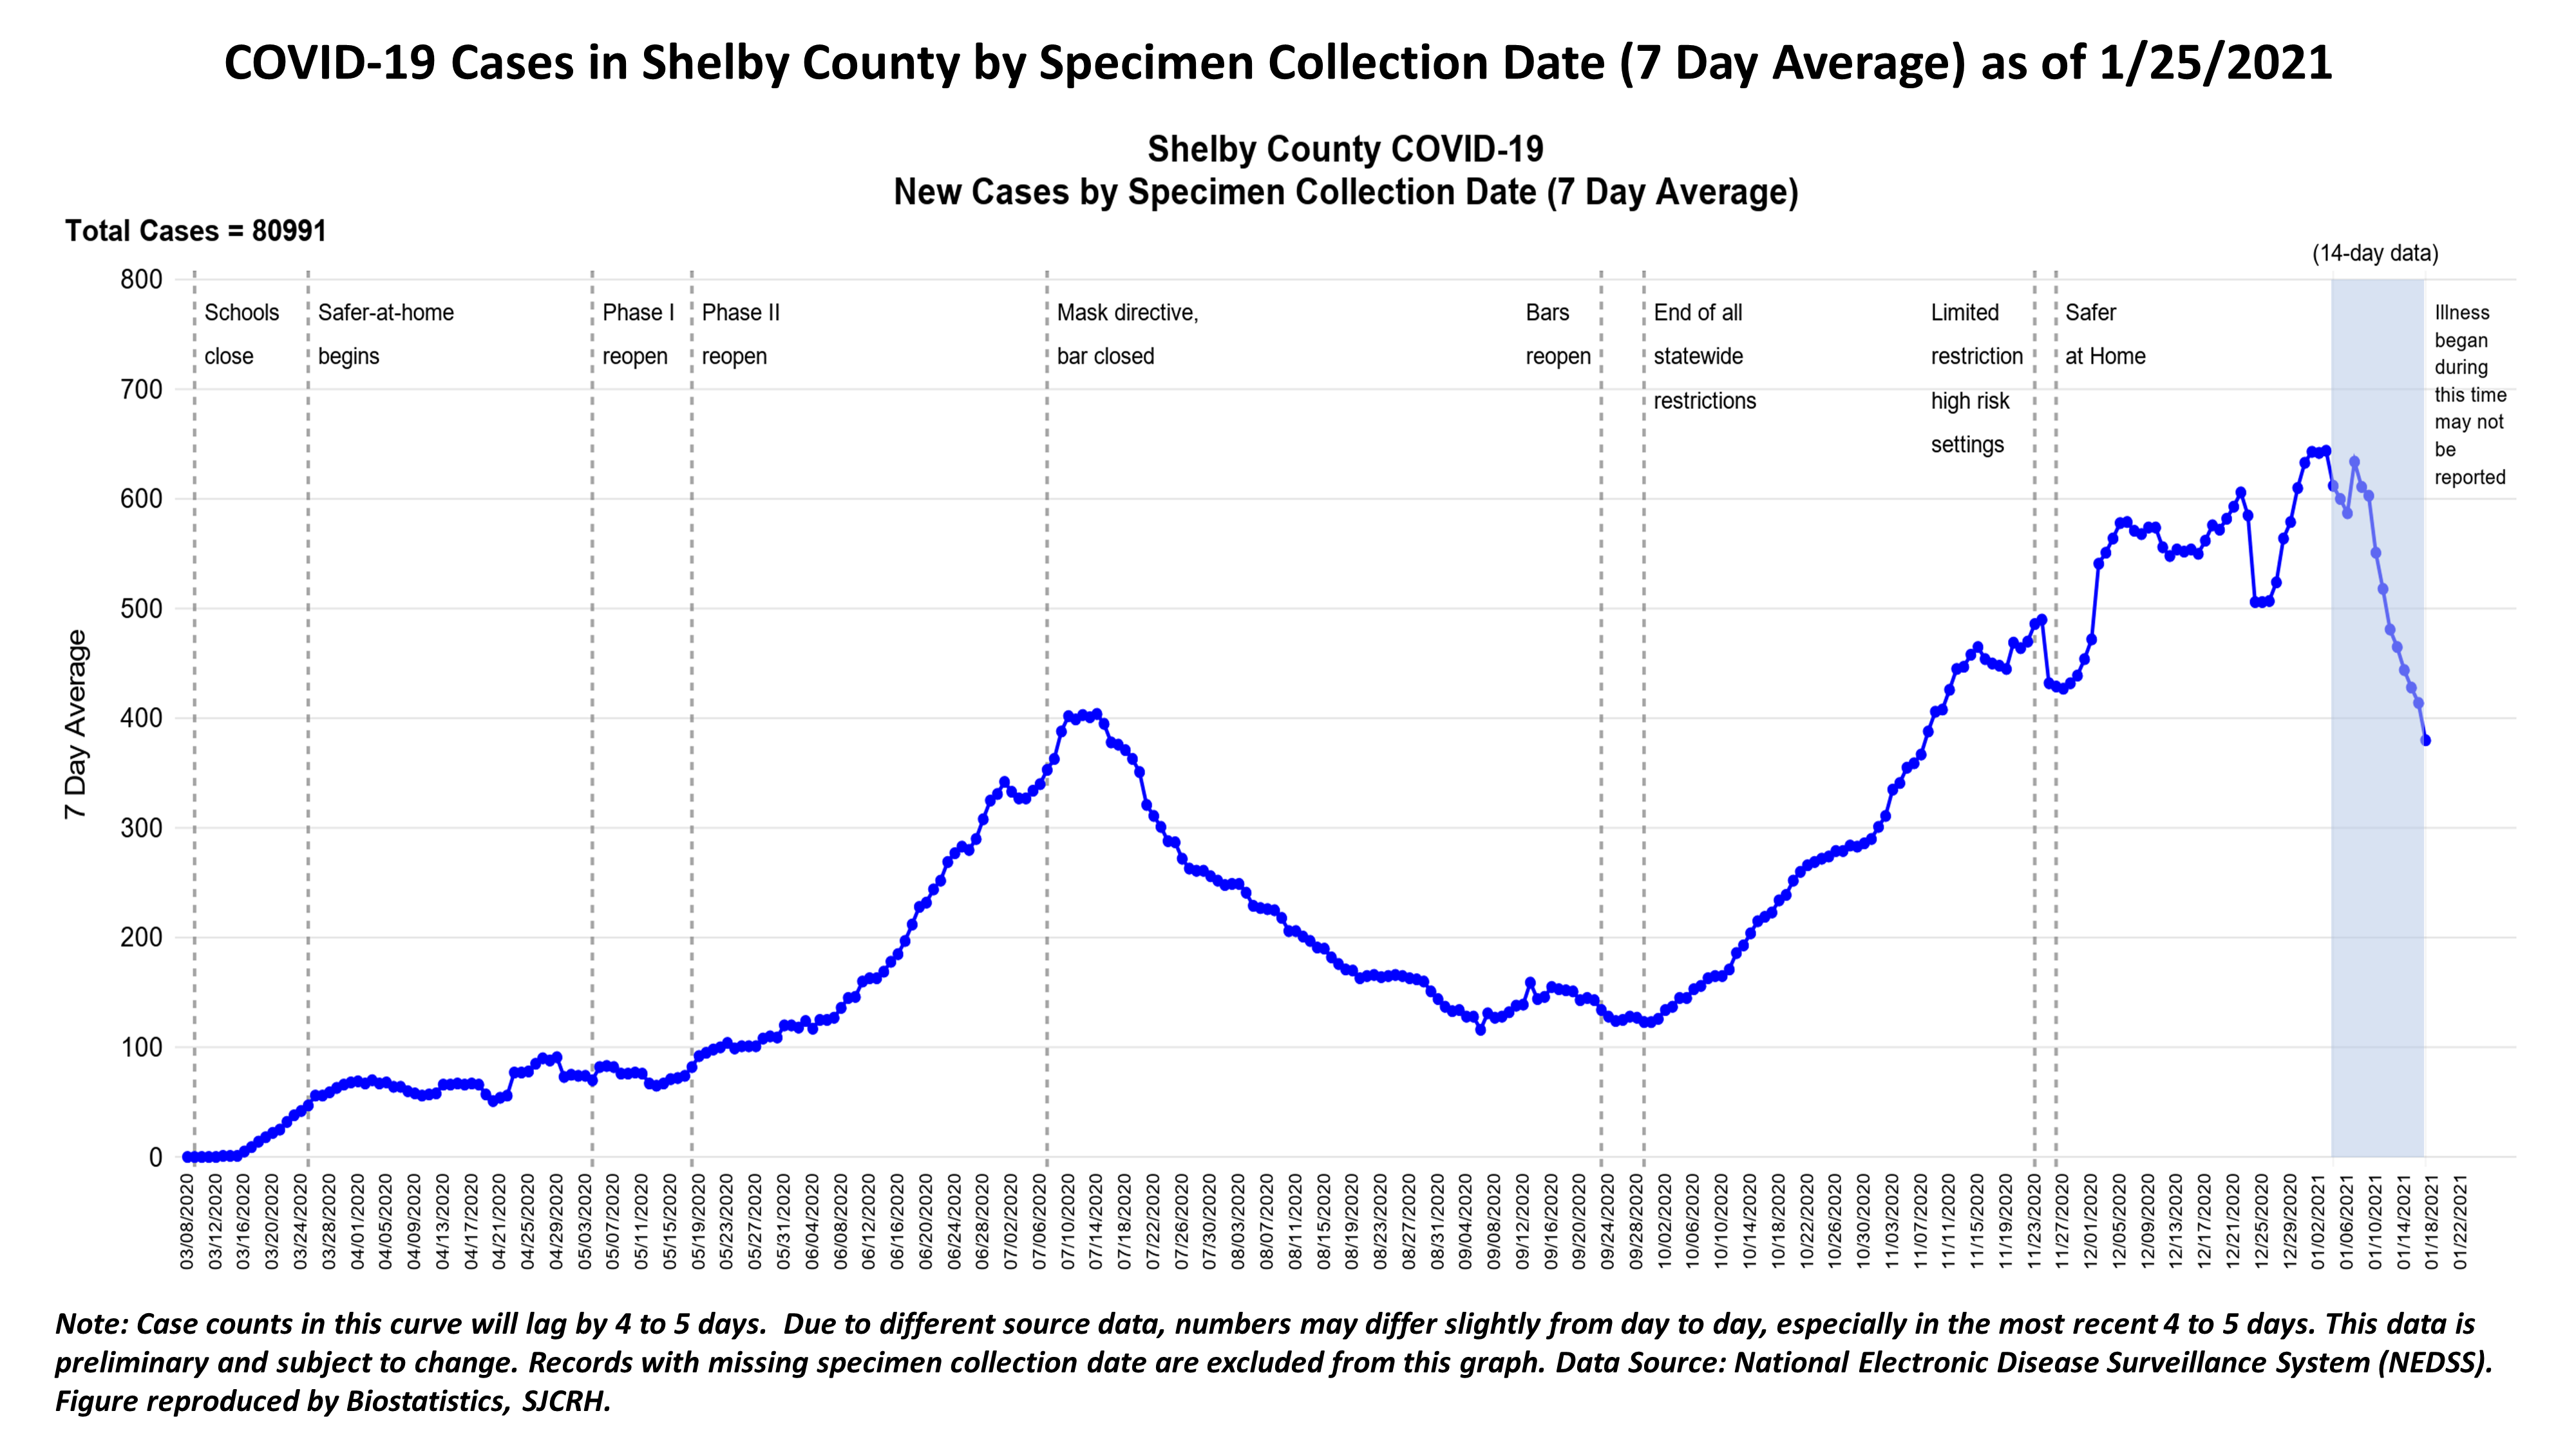 COVID-19 Cases in Shelby County by Specimen Collection Date (7 Day Average) as of 1/25/2021
Shelby County COVID-19
New Cases by Specimen Collection Date (7 Day Average)
Total Cases = 80991
(14-day data)
800
700
600
500
400
300
200
100
0
7 Day Average
Schools
close
Safer-at-home
begins
Phase I
reopen
Phase II
reopen
Mask directive,
bar closed
Bars
reopen
End of all
statewide
restrictions
Limited
restriction
high risk
settings
Safer
at Home
Illness
began
during
this time
may not
be
reported
03/08/2020
03/12/2020
03/16/2020
03/20/2020
03/24/2020
03/28/2020
04/01/2020
04/05/2020
04/09/2020
04/13/2020
04/17/2020
04/21/2020
04/25/2020
04/29/2020
05/03/2020
05/07/2020
05/11/2020
05/15/2020
05/19/2020
05/23/2020
05/27/2020
05/31/2020
06/04/2020
06/08/2020
06/12/2020
06/16/2020
06/20/2020
06/24/2020
06/28/2020
07/02/2020
07/06/2020
07/10/2020
07/14/2020
07/18/2020
07/22/2020
07/26/2020
07/30/2020
08/03/2020
08/07/2020
08/11/2020
08/15/2020
08/19/2020
08/23/2020
08/27/2020
08/31/2020
09/04/2020
09/08/2020
09/12/2020
09/16/2020
09/20/2020
09/24/2020
09/28/2020
10/02/2020
10/06/2020
10/10/2020
10/14/2020
10/18/2020
10/22/2020
10/26/2020
10/30/2020
11/03/2020
11/07/2020
11/11/2020
11/15/2020
11/19/2020
11/23/2020
11/27/2020
12/01/2020
12/05/2020
12/09/2020
12/13/2020
12/17/2020
12/21/2020
12/25/2020
12/29/2020
01/02/2021
01/06/2021
01/10/2021
01/14/2021
01/18/2021
01/22/2021
Note: Case counts in this curve will lag by 4 to 5 days.  Due to different source data, numbers may differ slightly from day to day, especially in the most recent 4 to 5 days. This data is
preliminary and subject to change. Records with missing specimen collection date are excluded from this graph. Data Source: National Electronic Disease Surveillance System (NEDSS).
Figure reproduced by Biostatistics, SJCRH.